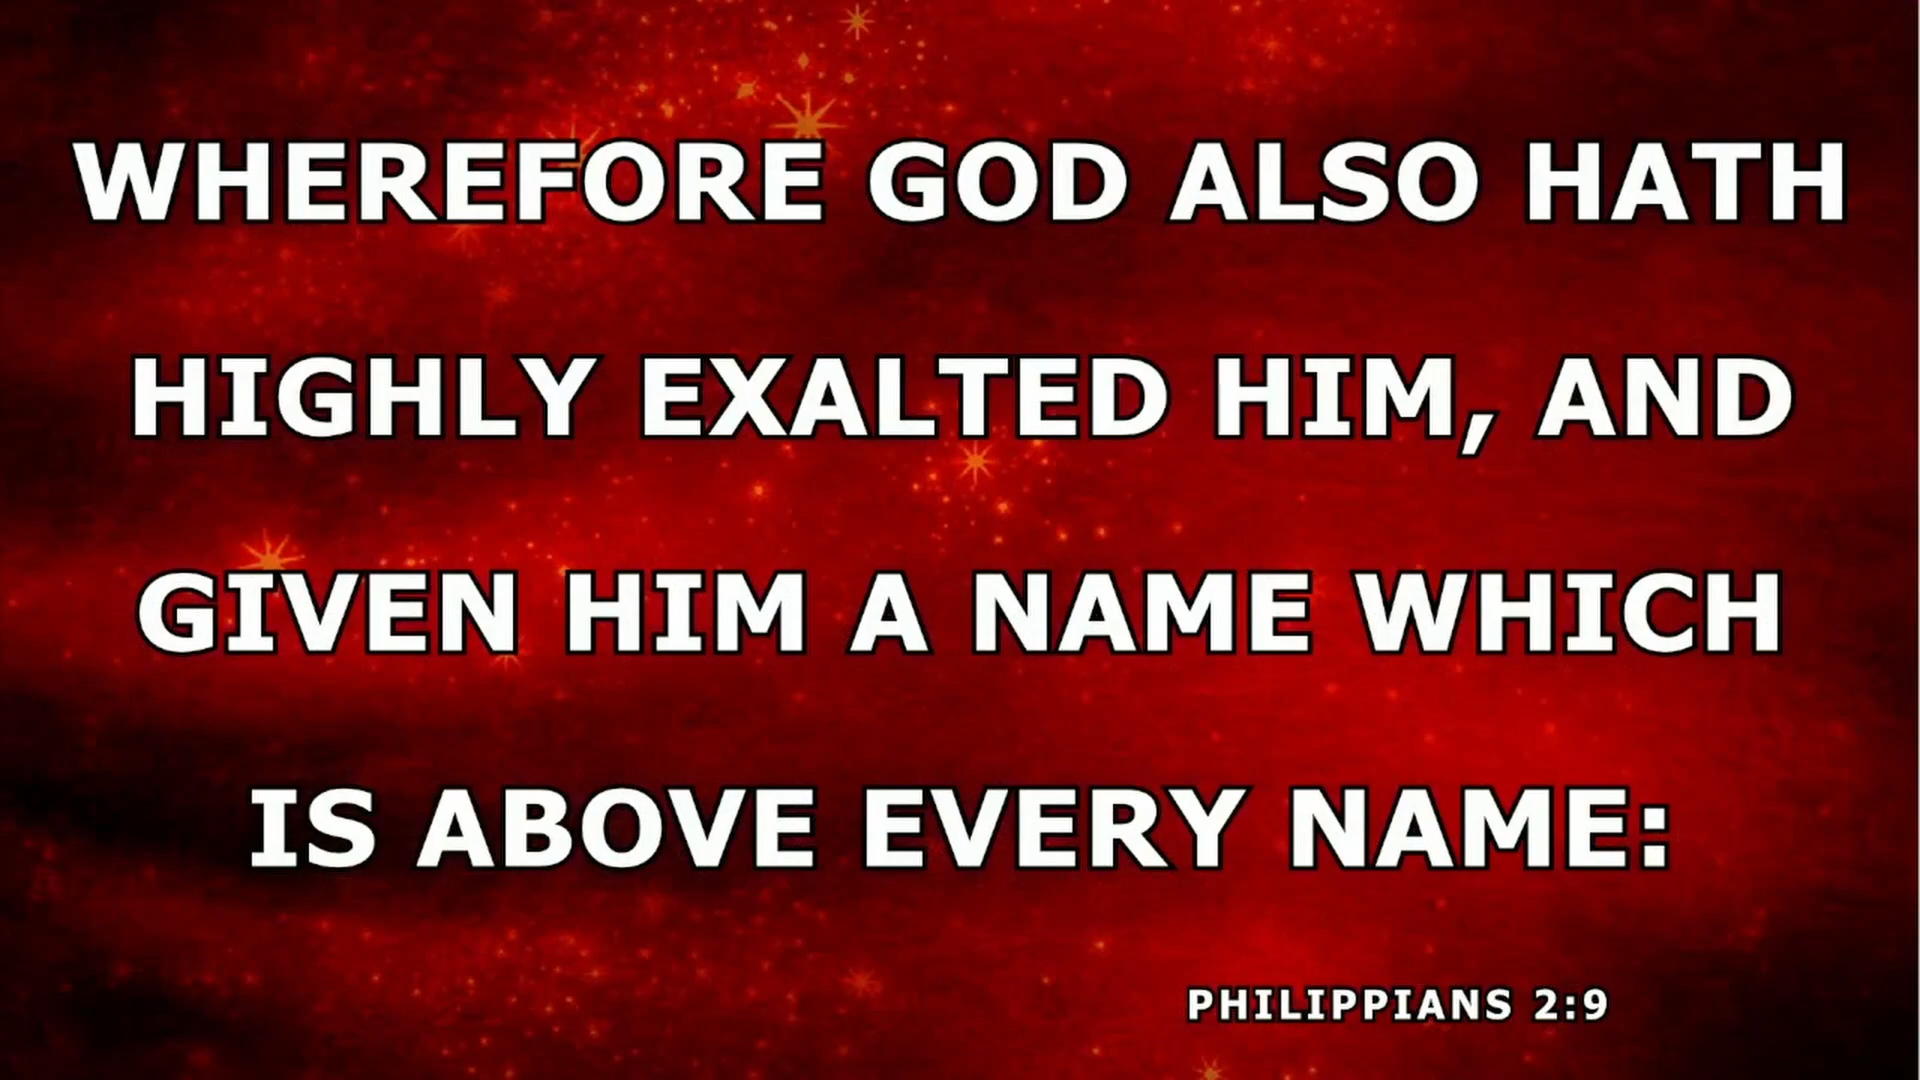 WHEREFORE GOD ALSO HATH
HIGHLY EXALTED HIM, AND
GIVEN HIM A NAME WHICH
IS ABOVE EVERY NAME:
PHILIPPIANS 2:9